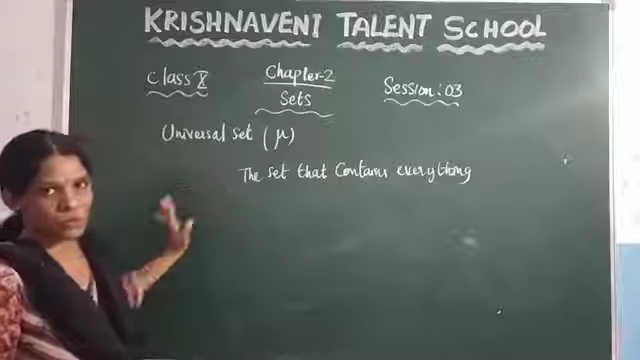 KRISHNAVENI TALENT SCHOOL
Class X Chapter-2 Session:03
Sets
Universal Set (μ)
The set that Contains everything